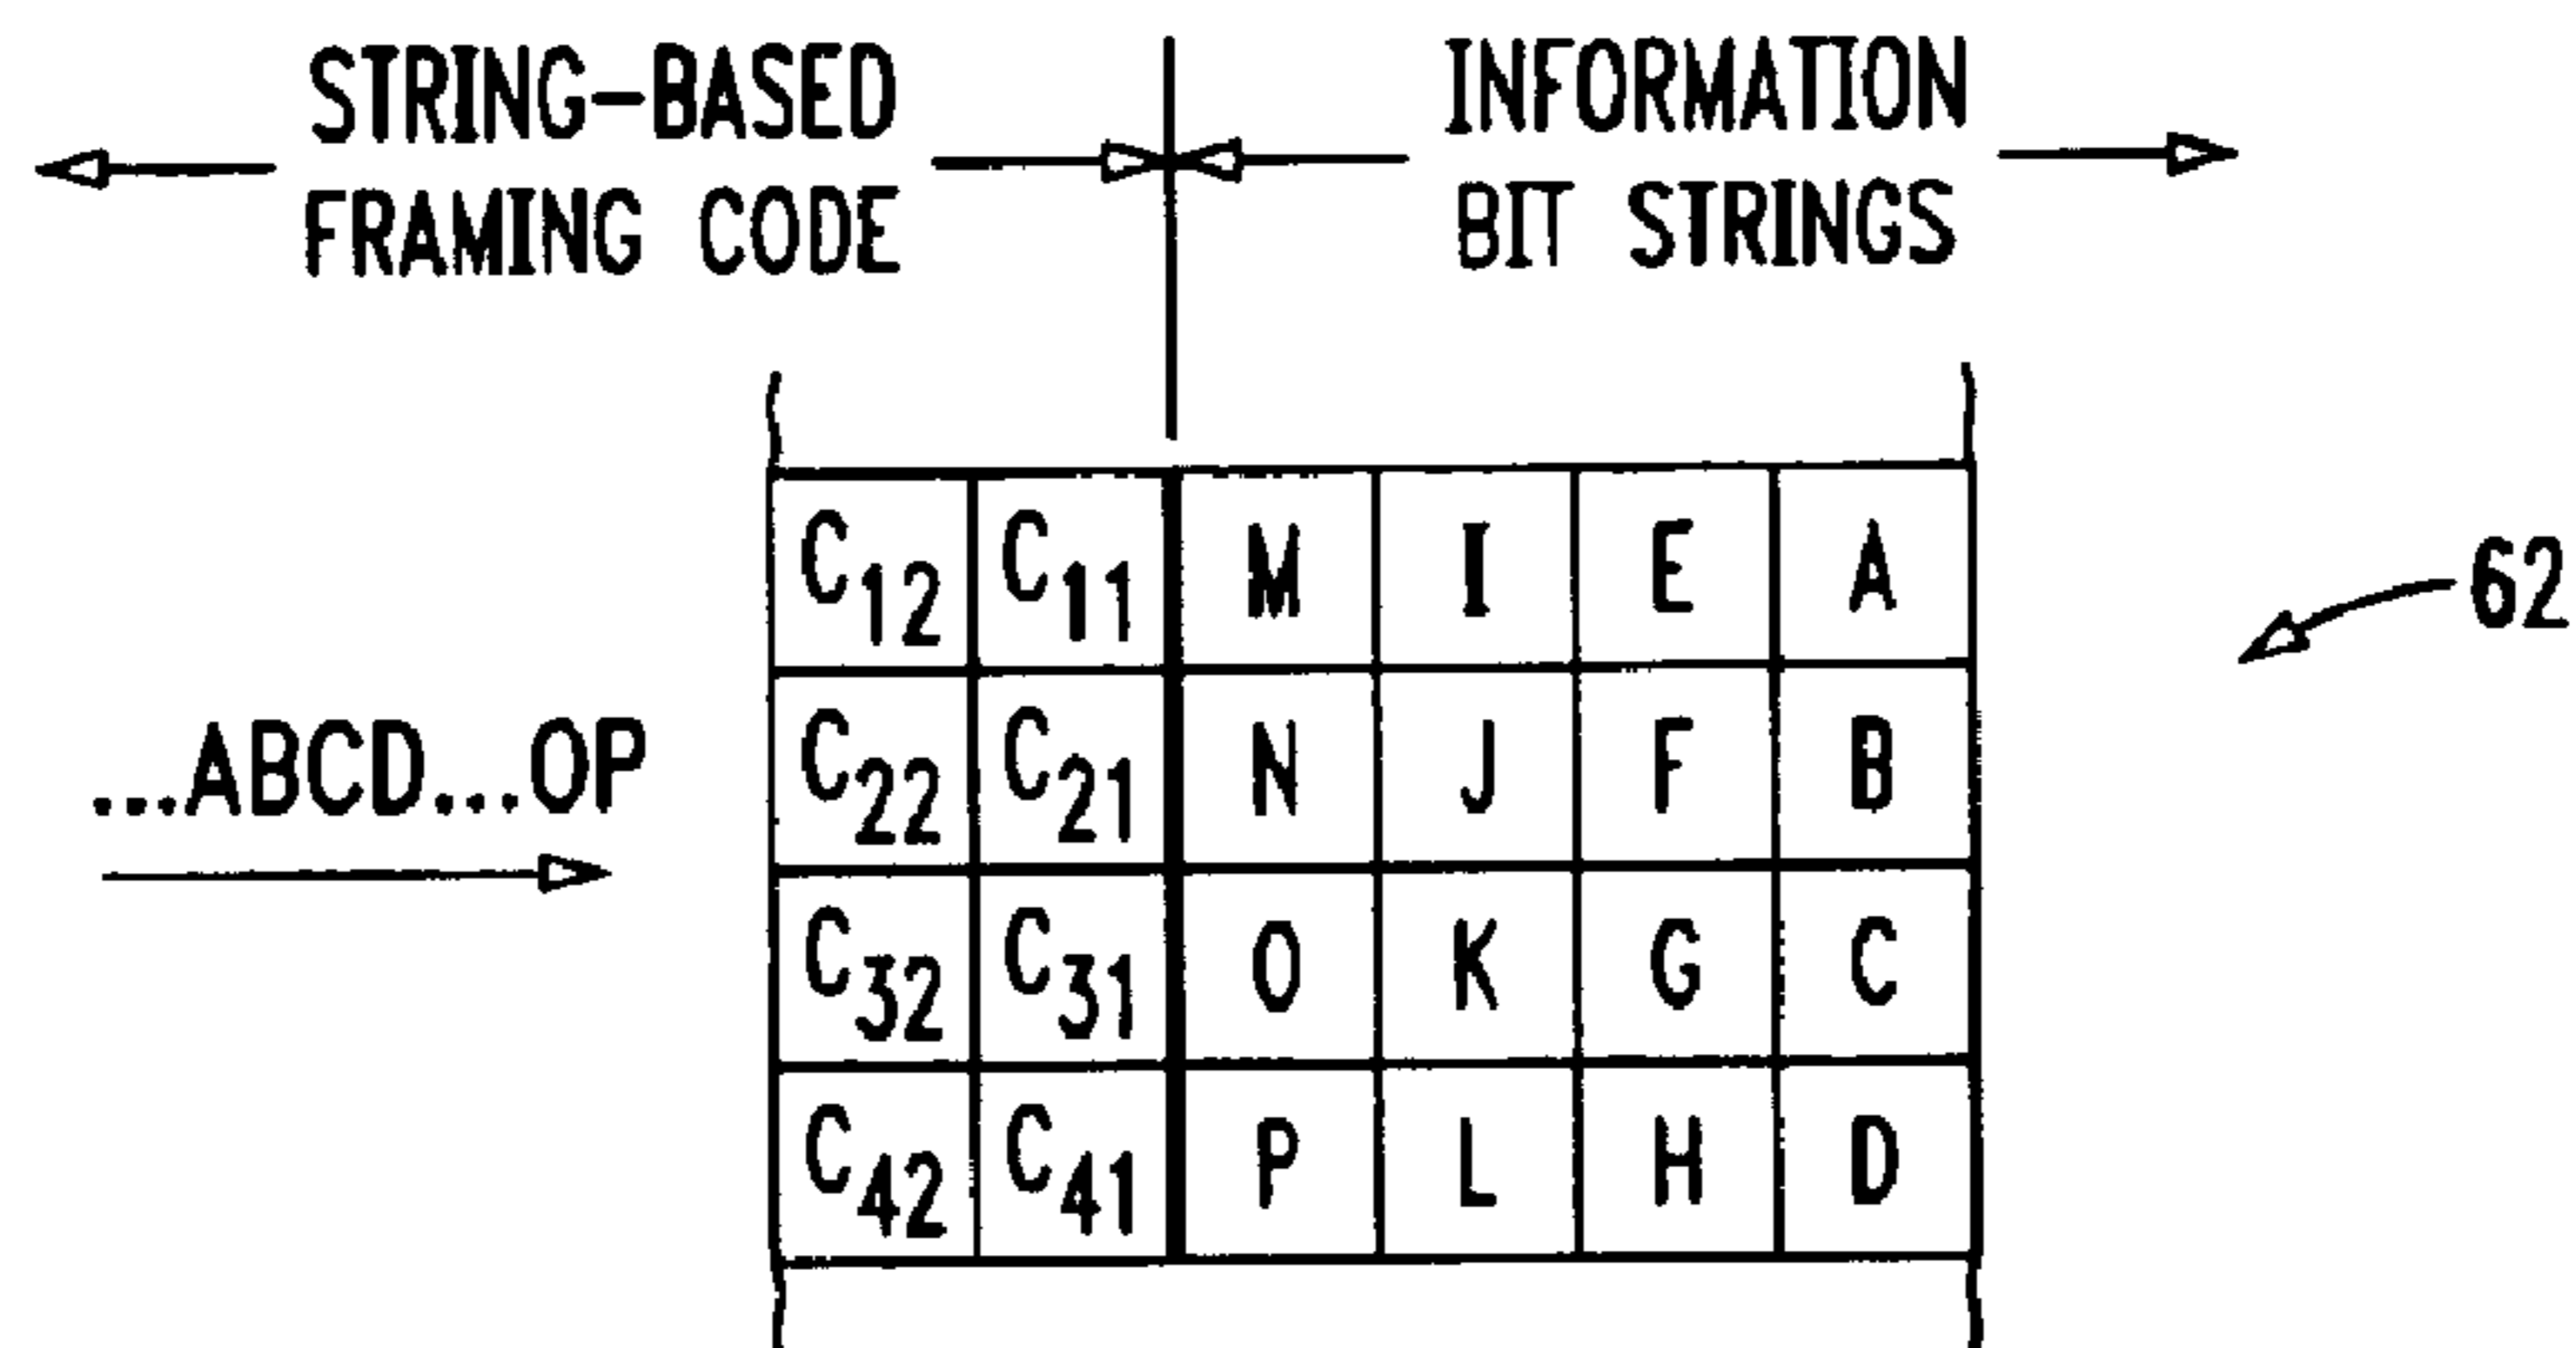 STRING-BASED
FRAMING CODE
INFORMATION
BIT STRINGS
C12 C11 M I E A
62
...ABCD...OP
C22 C21 N J F B
C32 C31 O K G C
C42 C41 P L H D